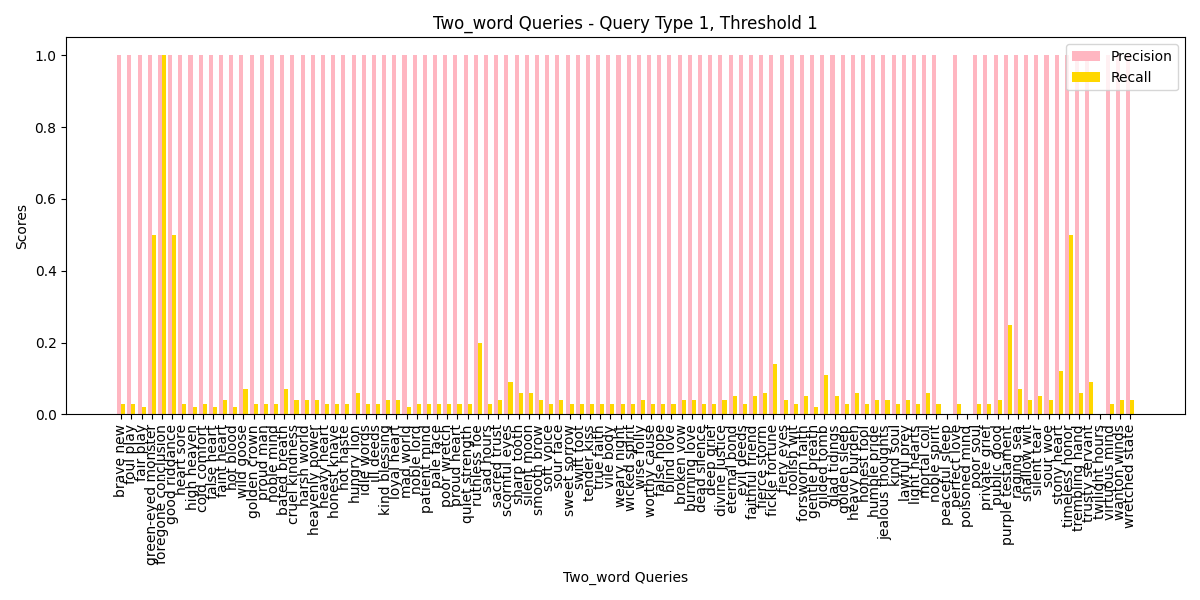 Two_word Queries - Query Type 1, Threshold 1
Precision
Recall
Scores
1.0
0.8
0.6
0.4
0.2
0.0
brave new
foul play
fair play
green-eyed monster
foregone conclusion
good riddance
heart sore
high heaven
cold comfort
heart
faint heart
hot blood
wild goose
golden crown
proud man
noble mind
bated breath
cruel kindness
harsh world
heavenly power
heavy heart
honest knave
hot haste
hungry lion
idle words
ill deeds
kind blessing
loyal heart
mad world
noble lord
patient mind
pale face
poor wretch
proud heart
quiet strength
ruthless foe
sad hours
sacred trust
scornful eyes
sharp tooth
silent moon
smooth brow
soft voice
sour face
sweet sorrow
swift foot
tender kiss
true faith
vile body
weary night
wicked spirit
wise folly
worthy cause
hope
blind love
broken vow
burning love
dead silence
deep grief
divine justice
eternal bond
evil deeds
faithful friend
fierce storm
fickle fortune
fiery eyes
foolish wit
forsworn faith
gentle breath
gilded tomb
glad tidings
golden sleep
heavy burden
honest fool
humble pride
jealous thoughts
kind soul
lawful prey
light hearts
mortal
noble spirit
peaceful sleep
perfect love
poisoned mind
poor soul
private grief
public good
purple testament
raging sea
shallow wit
silent tear
sour woe
stony heart
timeless honor
trembling hand
trusty servant
twilight hours
virtuous mind
wanton wind
wretched state
Two_word Queries